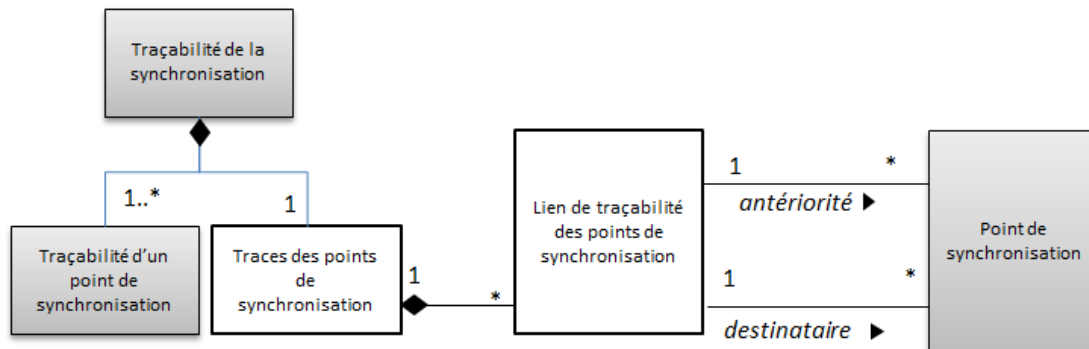 Traçabilité de la
synchronisation
1..*
1
Traçabilité d'un
point de
synchronisation
Traces des points
de
synchronisation
1
*
Lien de traçabilité
des points de
synchronisation
1
*
antériorité ▶
1
*
destinataire ▶
Point de
synchronisation